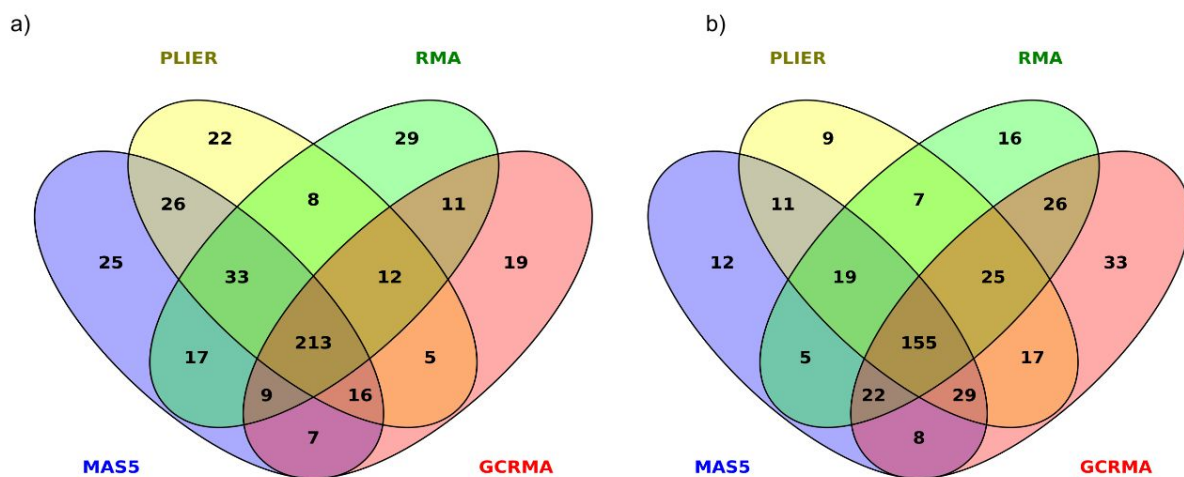 a)
PLIER RMA
22 29
26 8 11
25 33 12 19
213
17 5
9 16
7
MAS5 GCRMA
b)
PLIER RMA
9 16
11 7 26
12 19 25 33
155
5 17
22 29
8
MAS5 GCRMA